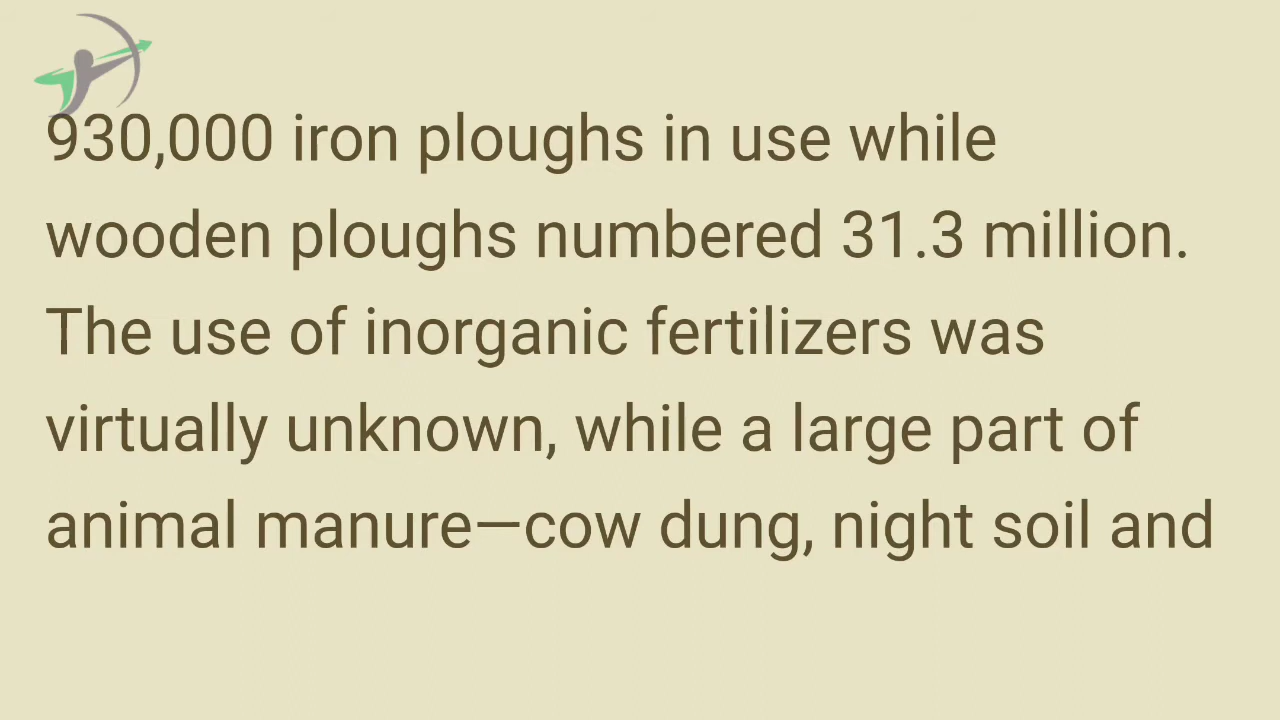 930,000 iron ploughs in use while
wooden ploughs numbered 31.3 million.
The use of inorganic fertilizers was
virtually unknown, while a large part of
animal manure—cow dung, night soil and